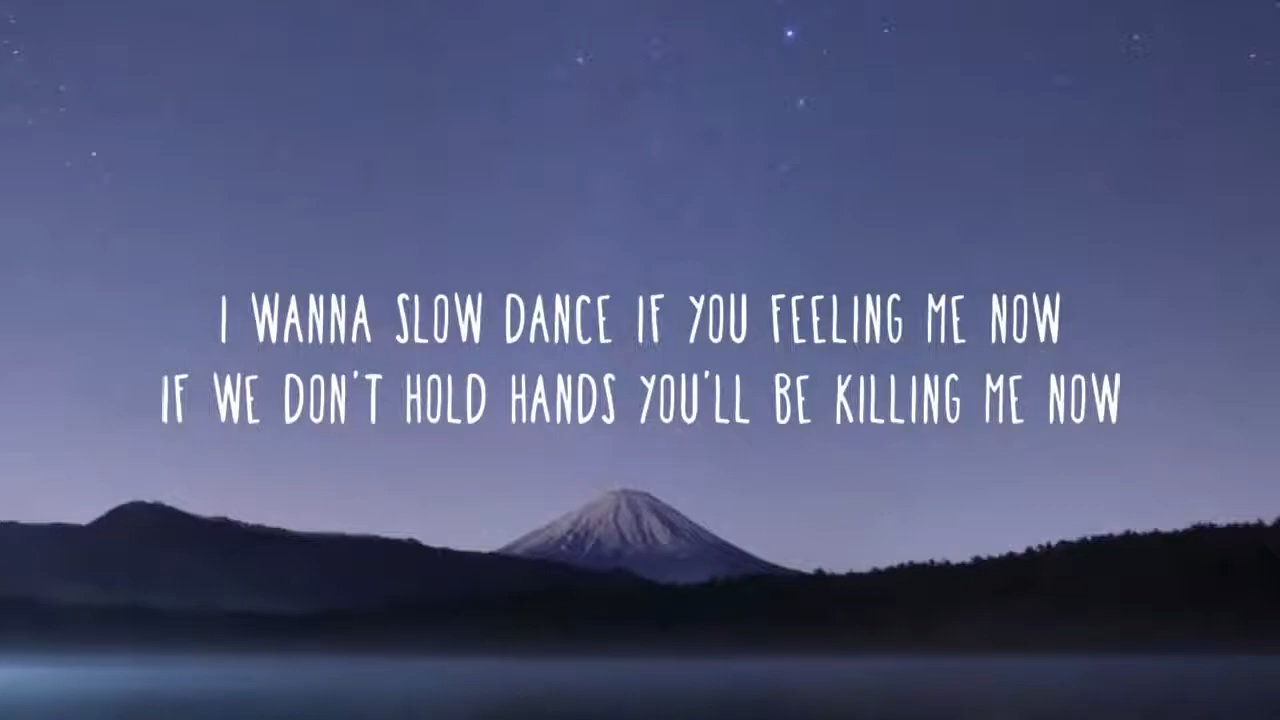 I WANNA SLOW DANCE IF YOU FEELING ME NOW
IF WE DON'T HOLD HANDS YOU'LL BE KILLING ME NOW